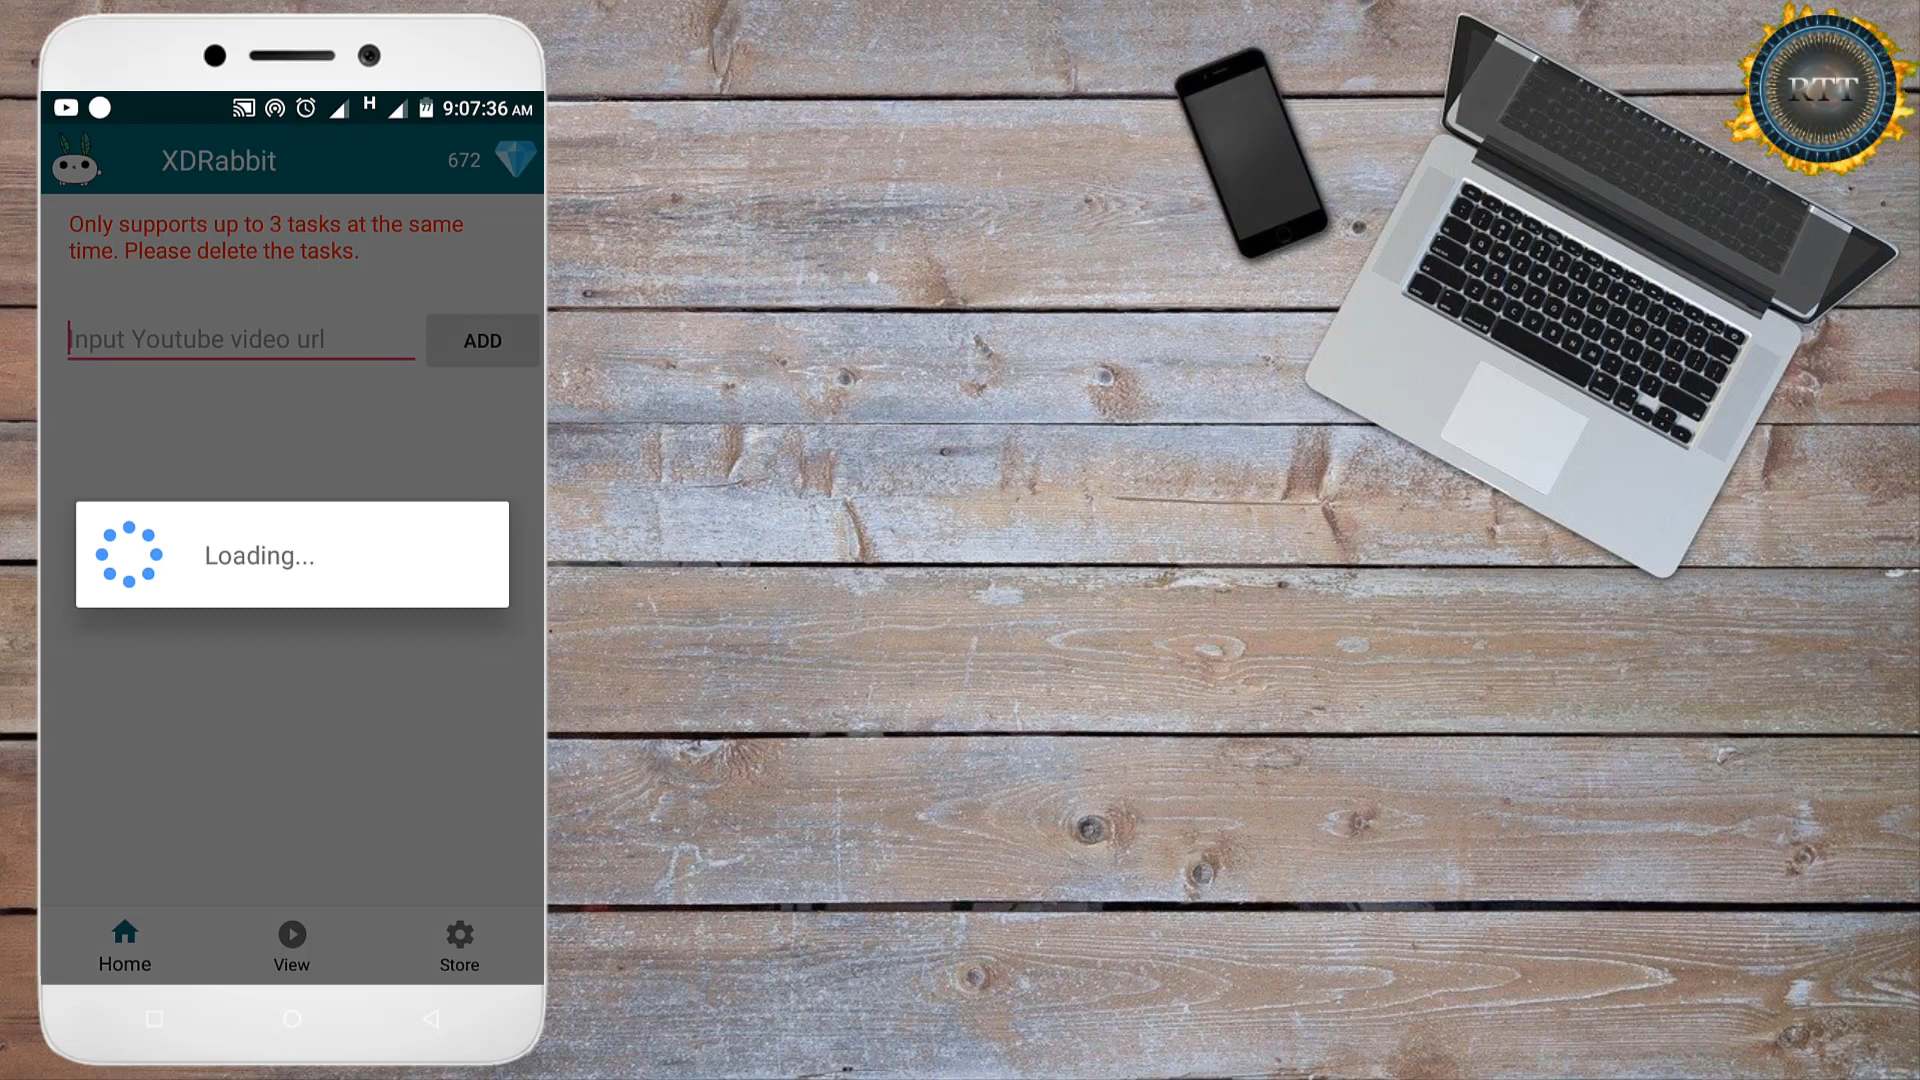 H
77
9:07:36 AM
XDRabbit
672
Only supports up to 3 tasks at the same
time. Please delete the tasks.
Input Youtube video url
ADD
Loading...
Home
View
Store
RTT